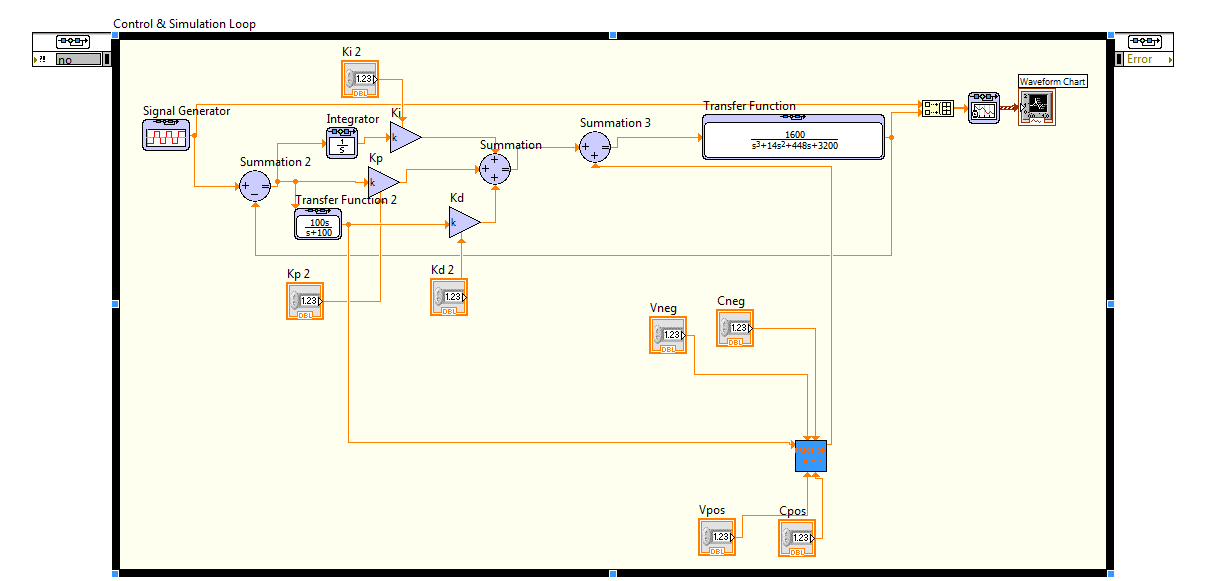 Control & Simulation Loop
?!
no
Error
Ki 2
1.23
DBL
Waveform Chart
Signal Generator
Integrator
1
s
Ki
k
Transfer Function
1600
s³+14s²+448s+3200
Summation 3
Summation
Summation 2
Kp
k
Transfer Function 2
100s
s+100
Kd
k
Kp 2
1.23
DBL
Kd 2
1.23
DBL
Vneg
1.23
DBL
Cneg
1.23
DBL
Vpos
1.23
DBL
Cpos
1.23
DBL